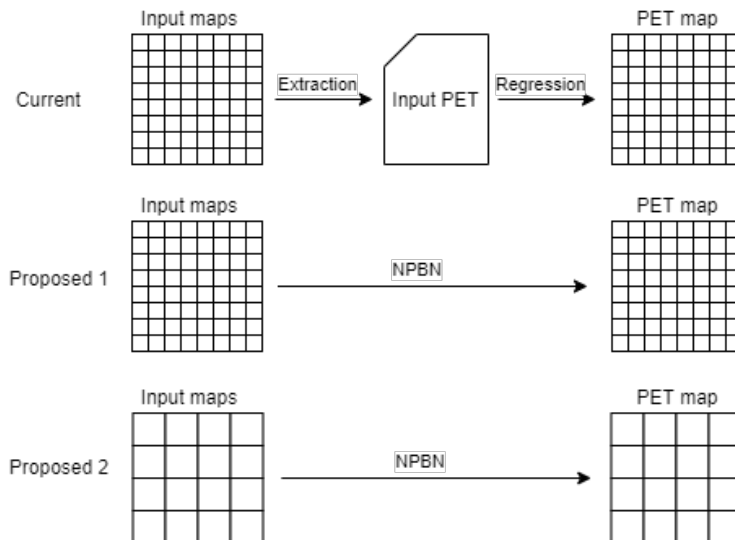 Input maps
PET map
Current
Extraction
Input PET
Regression
Input maps
PET map
Proposed 1
NPBN
Input maps
PET map
Proposed 2
NPBN